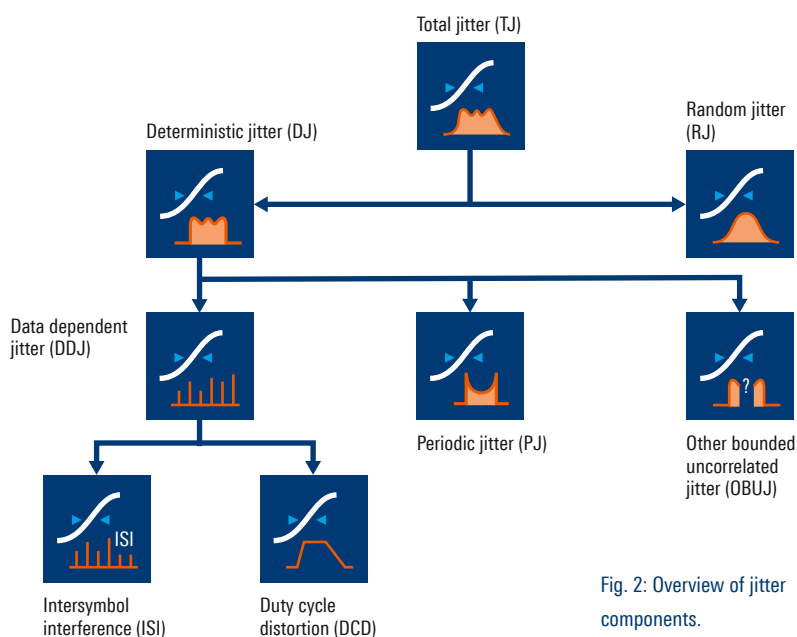 Total jitter (TJ)
Deterministic jitter (DJ)
Random jitter
(RJ)
Data dependent
jitter (DDJ)
Periodic jitter (PJ)
?
Other bounded
uncorrelated
jitter (OBUJ)
ISI
Intersymbol
interference (ISI)
Duty cycle
distortion (DCD)
Fig. 2: Overview of jitter
components.